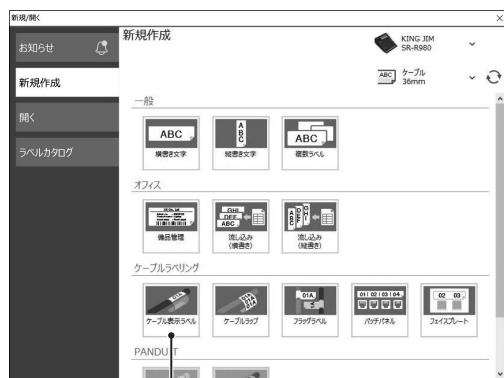 新規/開く
お知らせ
新規作成
開く
ラベルカタログ
新規作成
KING JIM
SR-R980
ABC
ケーブル
36mm
一般
ABC
ABC
ABC
横書き文字
縦書き文字
複数ラベル
オフィス
GHI
DEF
ABC
ABC
DEF
GHI
備品管理
流し込み
(横書き)
流し込み
(縦書き)
ケーブルラベリング
01A
01A
01 02 03 04
02 03
ケーブル表示ラベル
ケーブルラップ
フラッグラベル
パッチパネル
フェイスプレート
PANDUIT